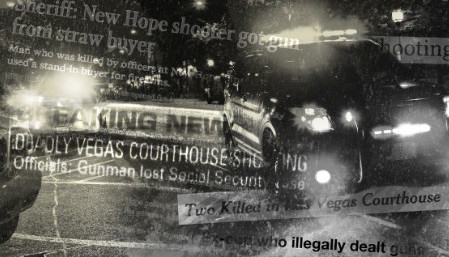 Sheriff: New Hope shooter got gun
from straw buyer
Man who was killed by officers at
used a stand-in buyer for
hooting
BREAKING NEW
DEADLY VEGAS COURTHOUSE SHOOTING
Officials: Gunman lost Social Security
Two Killed in Las Vegas Courthouse
who illegally dealt guns